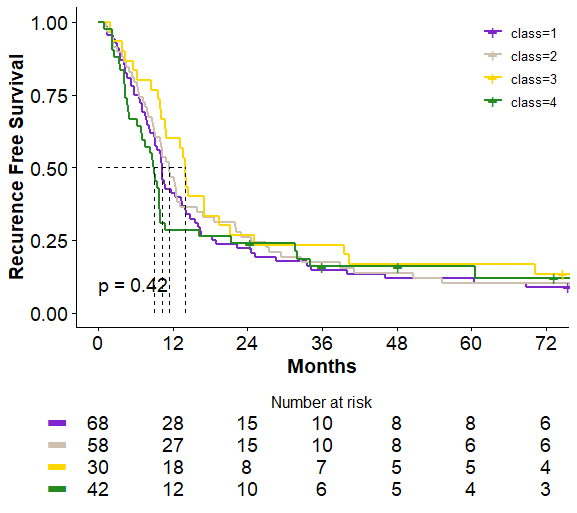 Recurence Free Survival
1.00
0.75
0.50
0.25
0.00
class=1
class=2
class=3
class=4
p = 0.42
0 12 24 36 48 60 72
Months
Number at risk
68 28 15 10 8 8 6
58 27 15 10 8 6 6
30 18 8 7 5 5 4
42 12 10 6 5 4 3